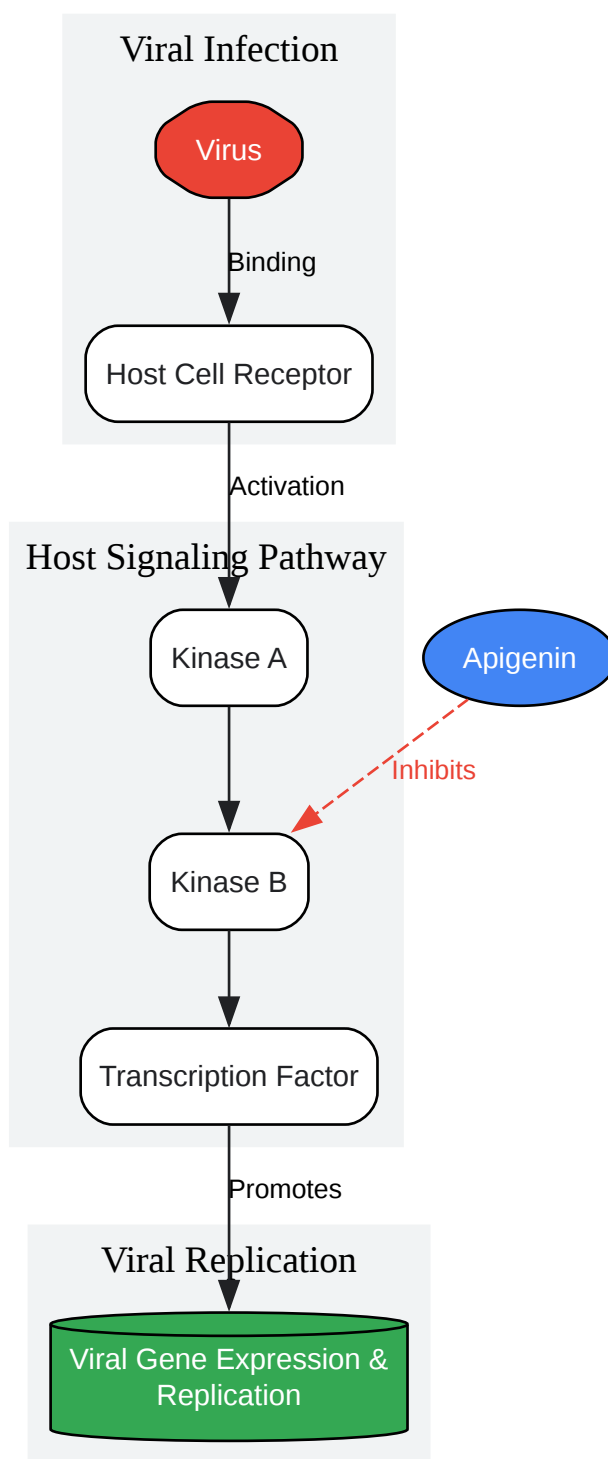 Viral Infection
Virus
Binding
Host Cell Receptor
Activation
Host Signaling Pathway
Kinase A
Apigenin
Inhibits
Kinase B
Transcription Factor
Promotes
Viral Replication
Viral Gene Expression &
Replication